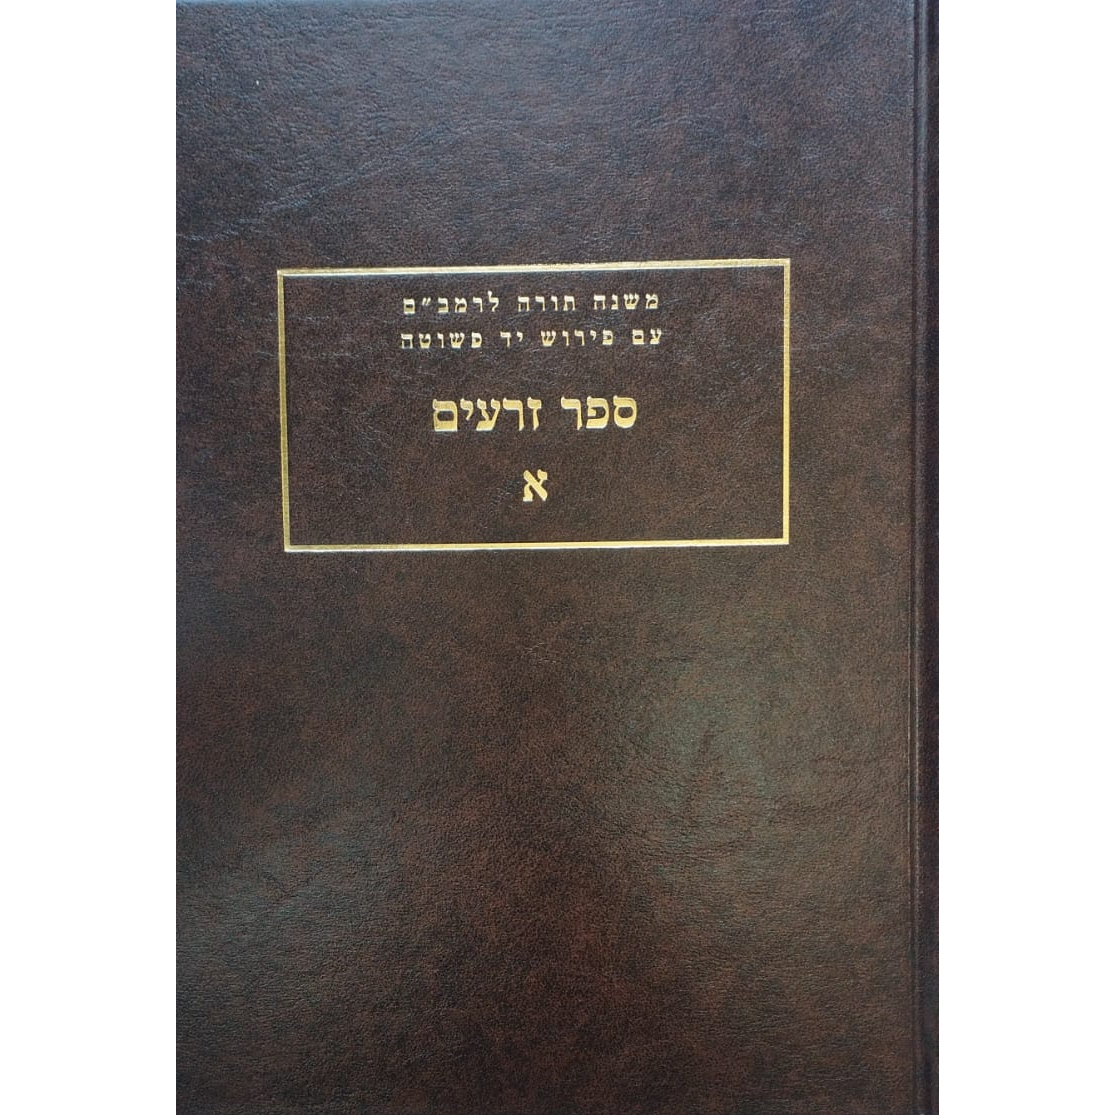 משנה תורה לרמב״ם
עם פירוש יד פשוטה
ספר זרעים
א